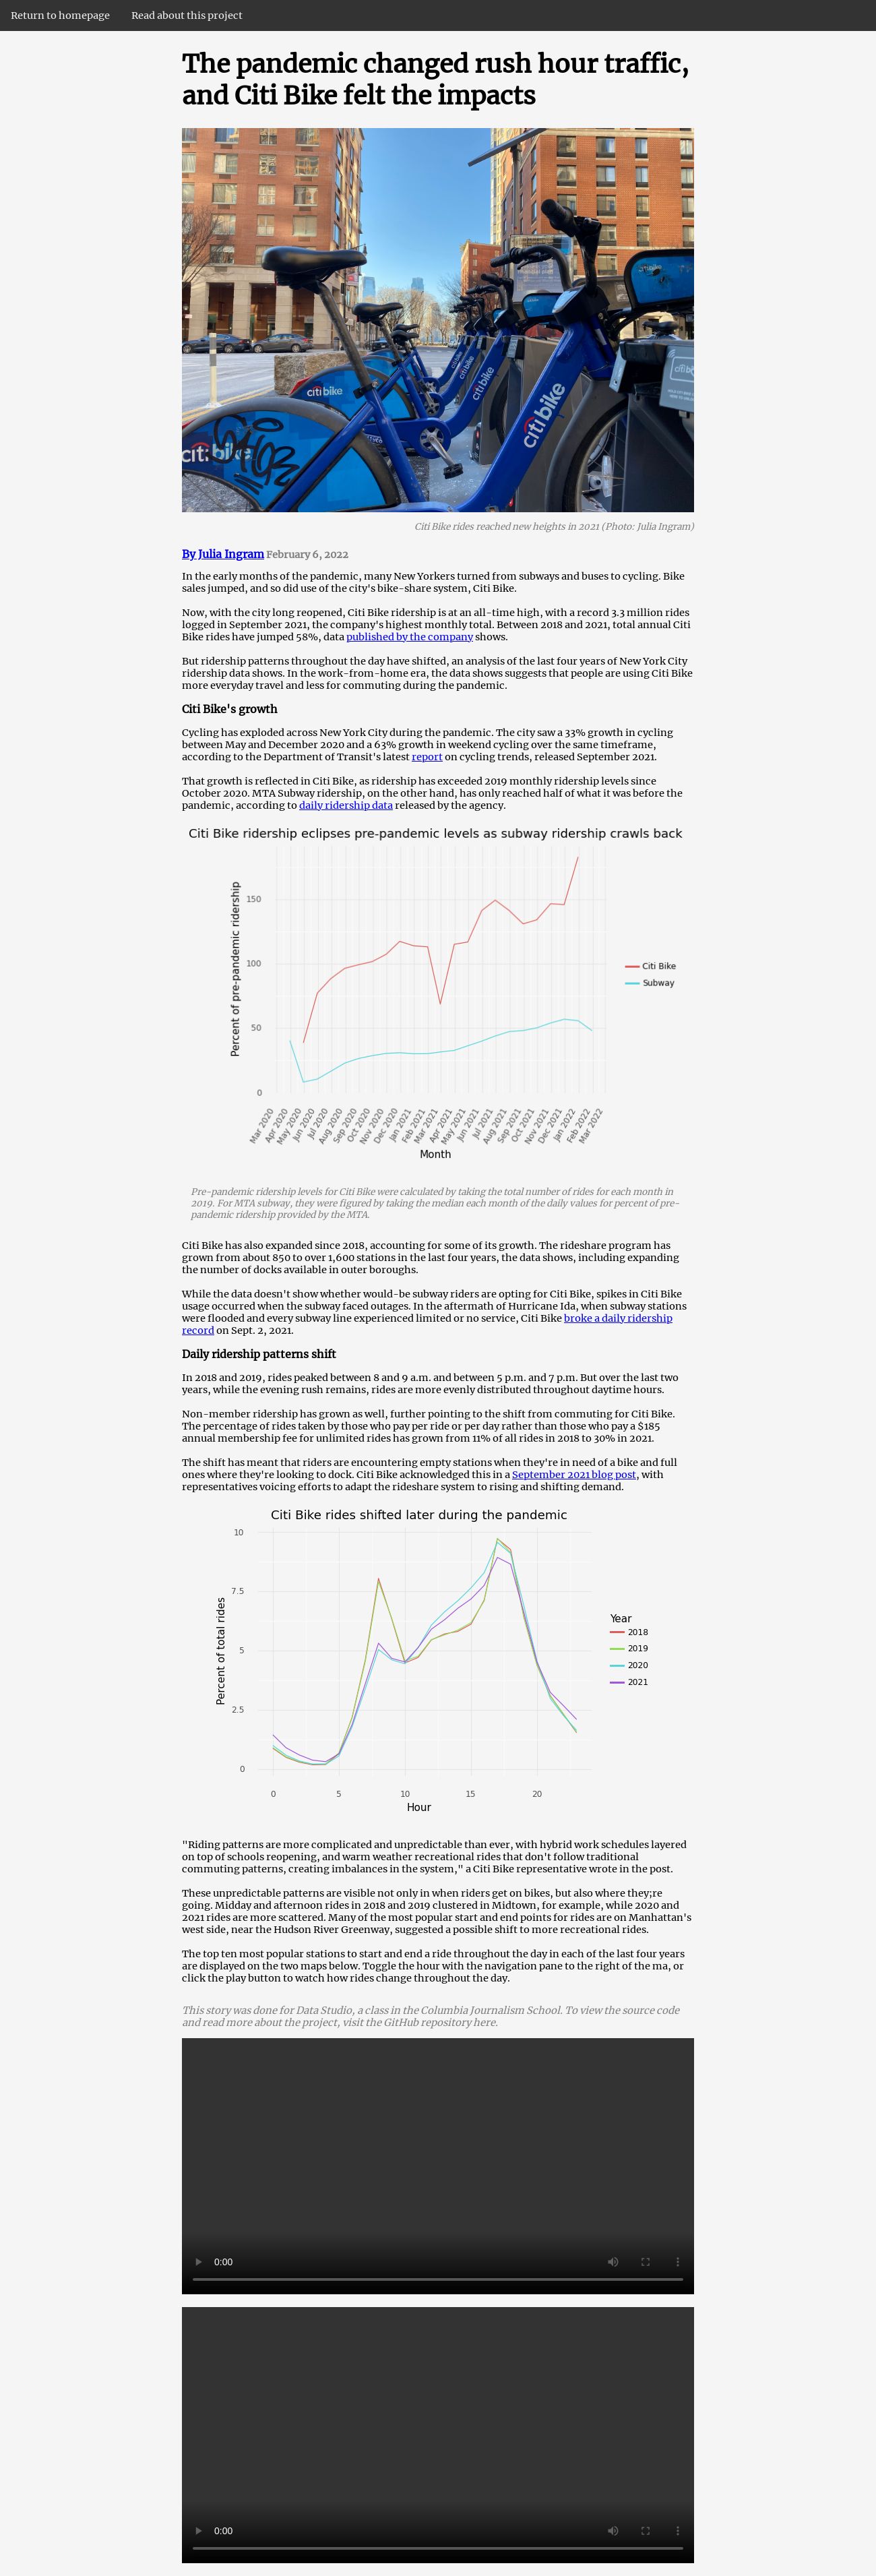 Return to homepage Read about this project
The pandemic changed rush hour traffic,
and Citi Bike felt the impacts
citi bike
citi bike
citi bike
citi bike
citi bike
Citi Bike rides reached new heights in 2021 (Photo: Julia Ingram)
By Julia Ingram February 6, 2022
In the early months of the pandemic, many New Yorkers turned from subways and buses to cycling. Bike
sales jumped, and so did use of the city's bike-share system, Citi Bike.
Now, with the city long reopened, Citi Bike ridership is at an all-time high, with a record 3.3 million rides
logged in September 2021, the company's highest monthly total. Between 2018 and 2021, total annual Citi
Bike rides have jumped 58%, data published by the company shows.
But ridership patterns throughout the day have shifted, an analysis of the last four years of New York City
ridership data shows. In the work-from-home era, the data shows suggests that people are using Citi Bike
more everyday travel and less for commuting during the pandemic.
Citi Bike's growth
Cycling has exploded across New York City during the pandemic. The city saw a 33% growth in cycling
between May and December 2020 and a 63% growth in weekend cycling over the same timeframe,
according to the Department of Transit's latest report on cycling trends, released September 2021.
That growth is reflected in Citi Bike, as ridership has exceeded 2019 monthly ridership levels since
October 2020. MTA Subway ridership, on the other hand, has only reached half of what it was before the
pandemic, according to daily ridership data released by the agency.
Citi Bike ridership eclipses pre-pandemic levels as subway ridership crawls back
Percent of pre-pandemic ridership
150
100
50
0
Citi Bike
Subway
Mar 2020 Apr 2020 May 2020 Jun 2020 Jul 2020 Aug 2020 Sep 2020 Oct 2020 Nov 2020 Dec 2020 Jan 2021 Feb 2021 Mar 2021 Apr 2021 May 2021 Jun 2021 Jul 2021 Aug 2021 Sep 2021 Oct 2021 Nov 2021 Dec 2021 Jan 2022 Feb 2022 Mar 2022
Month
Pre-pandemic ridership levels for Citi Bike were calculated by taking the total number of rides for each month in
2019. For MTA subway, they were figured by taking the median each month of the daily values for percent of pre-
pandemic ridership provided by the MTA.
Citi Bike has also expanded since 2018, accounting for some of its growth. The rideshare program has
grown from about 850 to over 1,600 stations in the last four years, the data shows, including expanding
the number of docks available in outer boroughs.
While the data doesn't show whether would-be subway riders are opting for Citi Bike, spikes in Citi Bike
usage occurred when the subway faced outages. In the aftermath of Hurricane Ida, when subway stations
were flooded and every subway line experienced limited or no service, Citi Bike broke a daily ridership
record on Sept. 2, 2021.
Daily ridership patterns shift
In 2018 and 2019, rides peaked between 8 and 9 a.m. and between 5 p.m. and 7 p.m. But over the last two
years, while the evening rush remains, rides are more evenly distributed throughout daytime hours.
Non-member ridership has grown as well, further pointing to the shift from commuting for Citi Bike.
The percentage of rides taken by those who pay per ride or per day rather than those who pay a $185
annual membership fee for unlimited rides has grown from 11% of all rides in 2018 to 30% in 2021.
The shift has meant that riders are encountering empty stations when they're in need of a bike and full
ones where they're looking to dock. Citi Bike acknowledged this in a September 2021 blog post, with
representatives voicing efforts to adapt the rideshare system to rising and shifting demand.
Citi Bike rides shifted later during the pandemic
Percent of total rides
10
7.5
5
2.5
0
Year
2018
2019
2020
2021
0 5 10 15 20
Hour
"Riding patterns are more complicated and unpredictable than ever, with hybrid work schedules layered
on top of schools reopening, and warm weather recreational rides that don't follow traditional
commuting patterns, creating imbalances in the system," a Citi Bike representative wrote in the post.
These unpredictable patterns are visible not only in when riders get on bikes, but also where they;re
going. Midday and afternoon rides in 2018 and 2019 clustered in Midtown, for example, while 2020 and
2021 rides are more scattered. Many of the most popular start and end points for rides are on Manhattan's
west side, near the Hudson River Greenway, suggested a possible shift to more recreational rides.
The top ten most popular stations to start and end a ride throughout the day in each of the last four years
are displayed on the two maps below. Toggle the hour with the navigation pane to the right of the ma, or
click the play button to watch how rides change throughout the day.
This story was done for Data Studio, a class in the Columbia Journalism School. To view the source code
and read more about the project, visit the GitHub repository here.
0:00
0:00